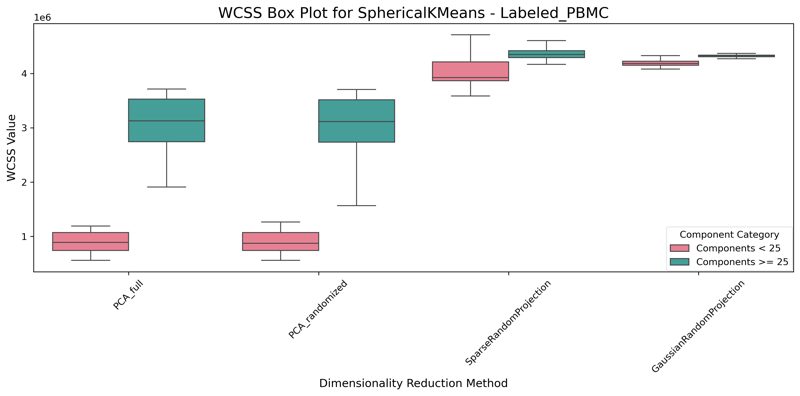 WCSS Box Plot for SphericalKMeans - Labeled_PBMC
1e6
4
3
2
1
WCSS Value
Component Category
Components < 25
Components >= 25
PCA_full
PCA_randomized
SparseRandomProjection
GaussianRandomProjection
Dimensionality Reduction Method